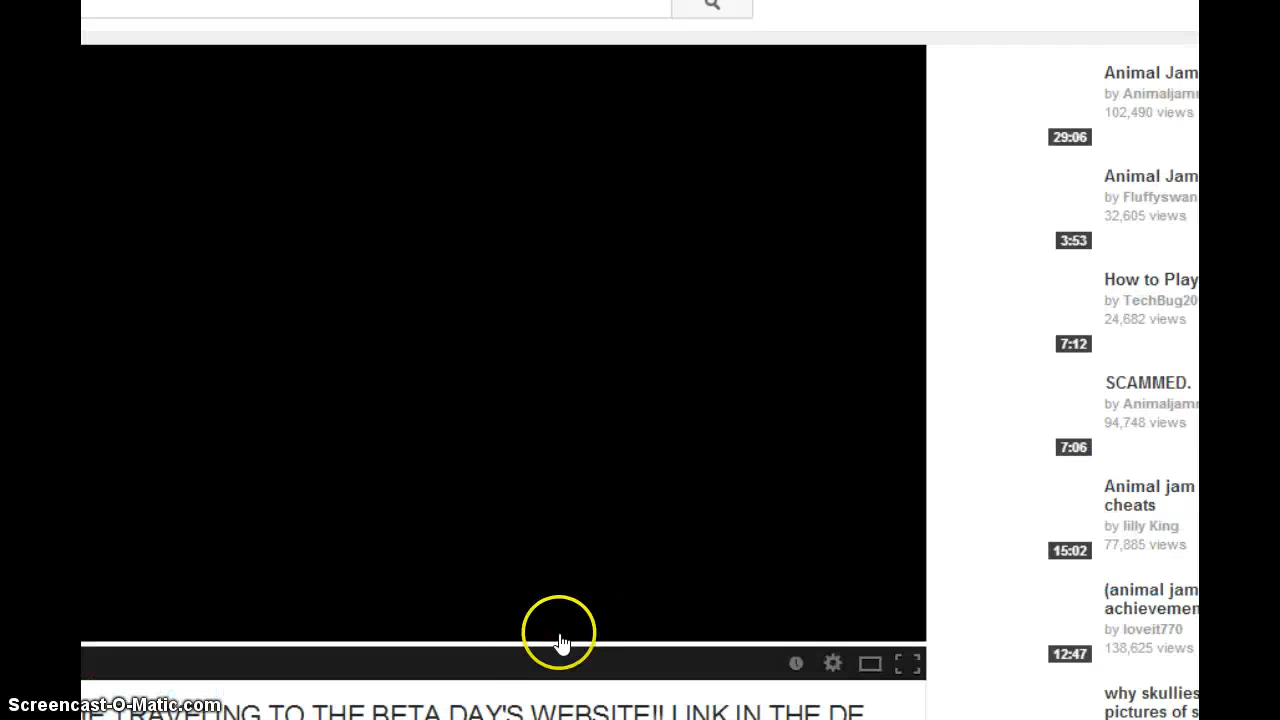 Animal Jam
by Animaljam
102,490 views
29:06
Animal Jam
by Fluffyswan
32,605 views
3:53
How to Play
by TechBug20
24,682 views
7:12
SCAMMED.
by Animaljam
94,748 views
7:06
Animal jam
cheats
by lilly King
77,885 views
15:02
(animal jam
achievemen
by loveit770
138,625 views
12:47
why skullies
pictures of s
TRAVELING TO THE BETA DAY'S WEBSITE!! LINK IN THE DE
Screencast-O-Matic.com